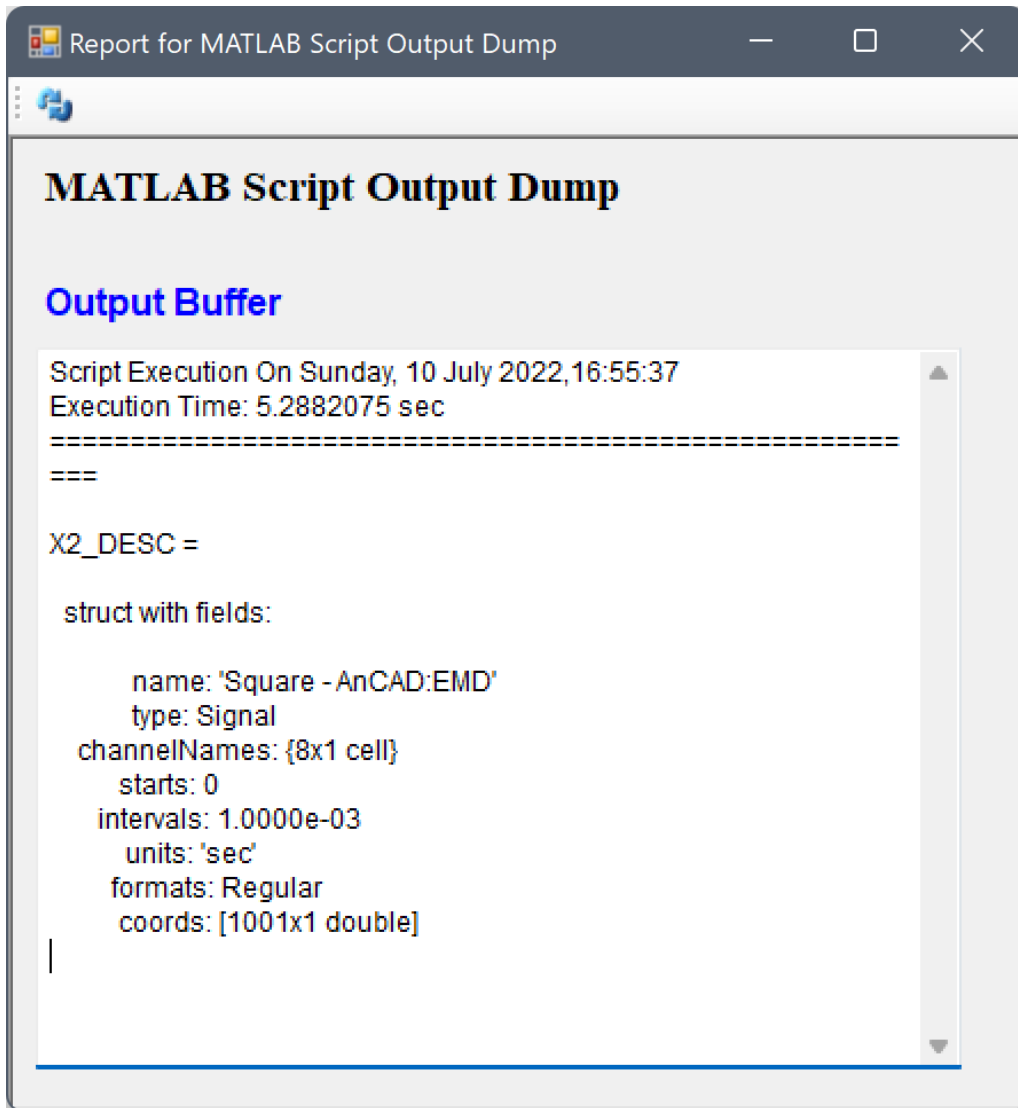 Report for MATLAB Script Output Dump
MATLAB Script Output Dump
Output Buffer
Script Execution On Sunday, 10 July 2022,16:55:37
Execution Time: 5.2882075 sec
=====================================================
===
X2_DESC =
struct with fields:
name: 'Square - AnCAD:EMD'
type: Signal
channelNames: {8x1 cell}
starts: 0
intervals: 1.0000e-03
units: 'sec'
formats: Regular
coords: [1001x1 double]